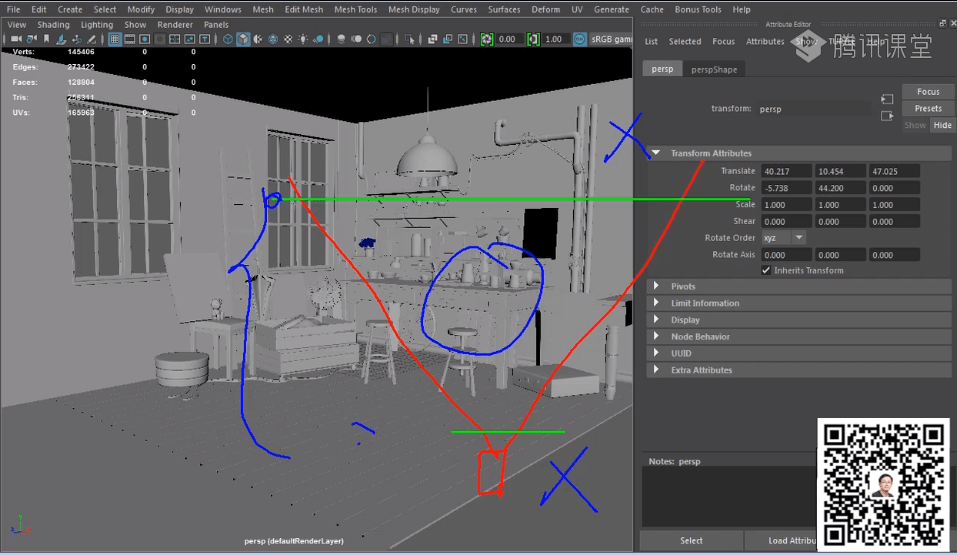 File Edit Create Select Modify Display Windows Mesh Edit Mesh Mesh Tools Mesh Display Curves Surfaces Deform UV Generate Cache Bonus Tools Help
View Shading Lighting Show Renderer Panels
Attribute Editor
0.00 1.00 sRGB gam
List Selected Focus Attributes Show Help
腾讯课堂
Verts: 145406 0 0
Edges: 273422 0 0
Faces: 128804 0 0
Tris: 256311 0 0
UVs: 165963 0 0
persp perspShape
Focus
transform: persp
Presets
Show Hide
Transform Attributes
Translate 40.217 10.454 47.025
Rotate -5.738 44.200 0.000
Scale 1.000 1.000 1.000
Shear 0.000 0.000 0.000
Rotate Order xyz
Rotate Axis 0.000 0.000 0.000
Inherits Transform
Pivots
Limit Information
Display
Node Behavior
UUID
Extra Attributes
Notes: persp
persp (defaultRenderLayer)
Select Load Attribu